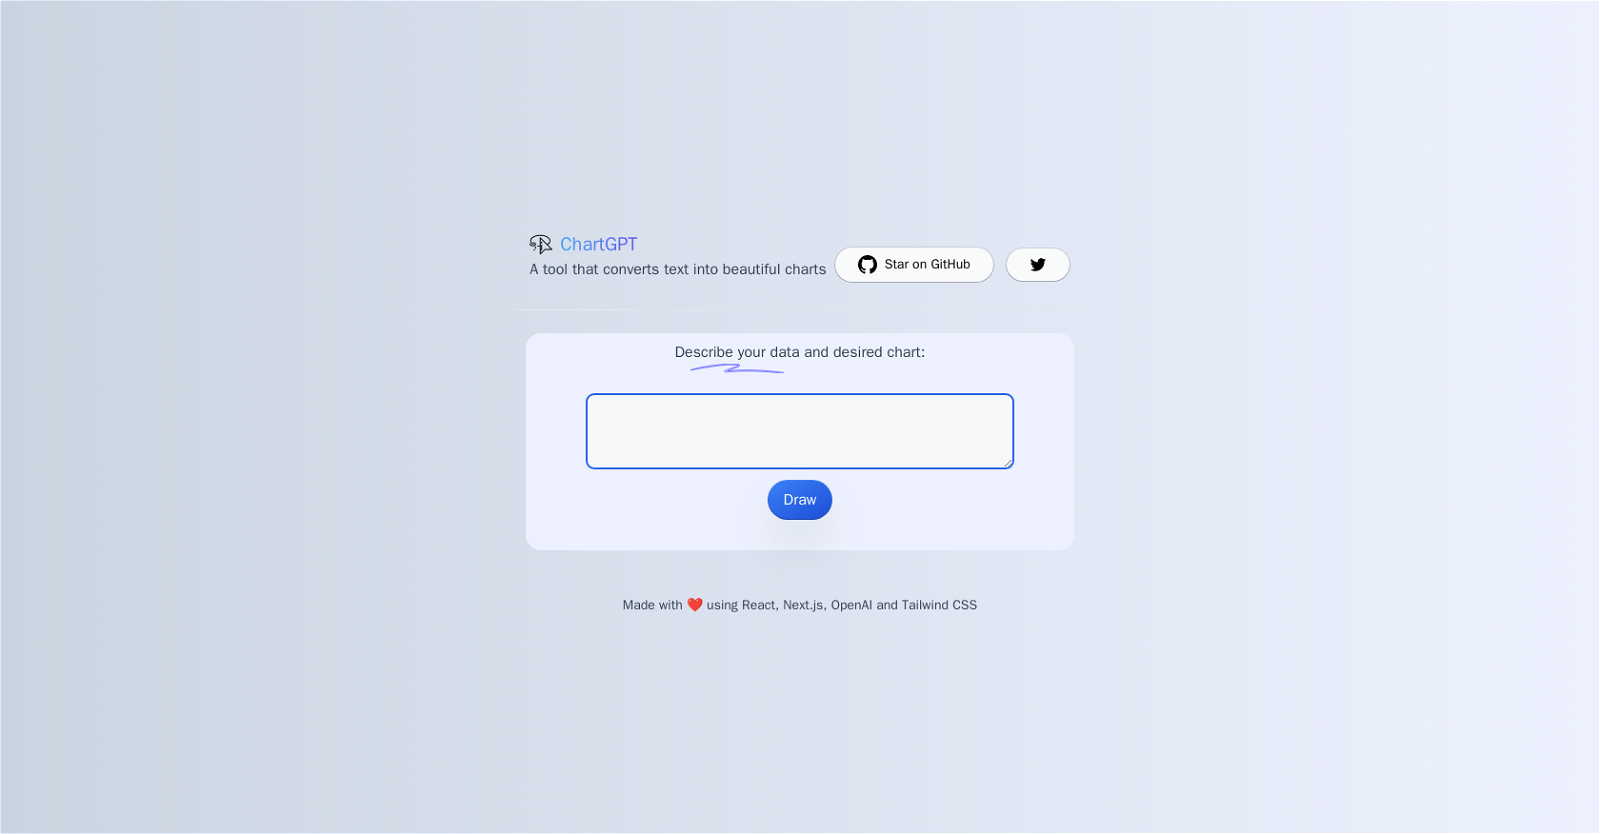 ChartGPT
A tool that converts text into beautiful charts
Star on GitHub
Describe your data and desired chart:
Draw
Made with ❤️ using React, Next.js, OpenAI and Tailwind CSS